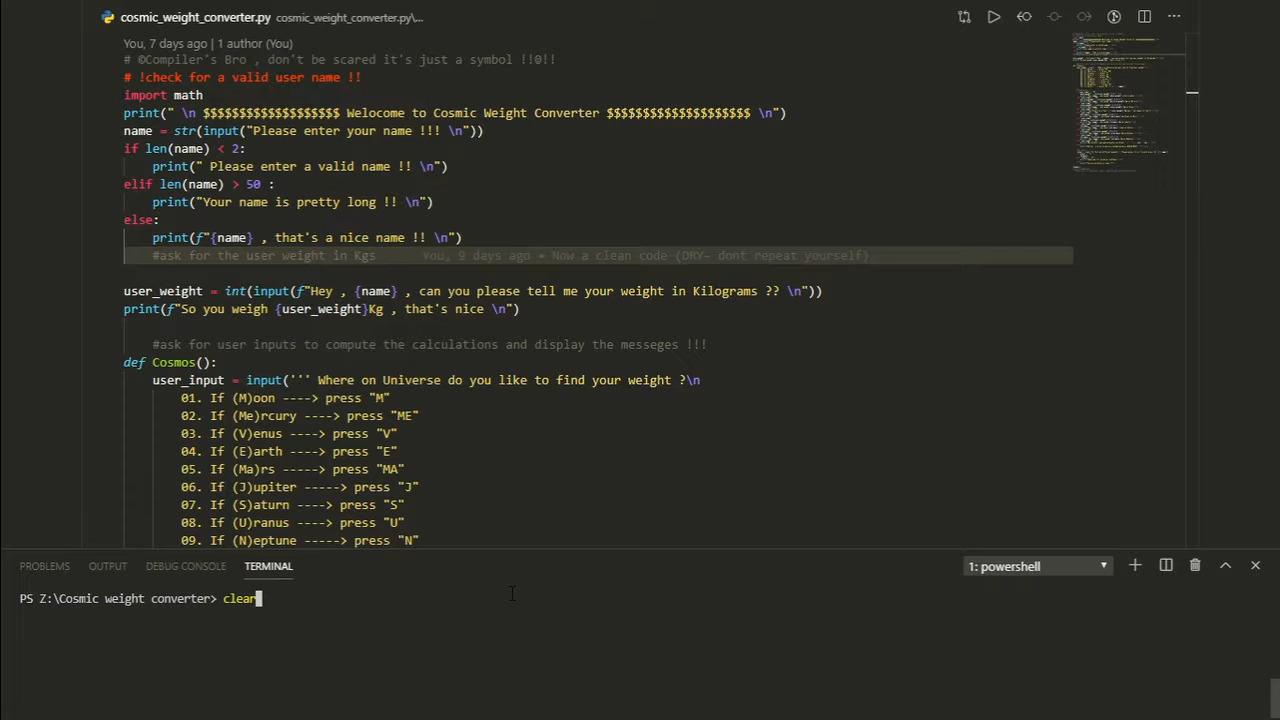 cosmic_weight_converter.py cosmic_weight_converter.py\...
You, 7 days ago | 1 author (You)
# ©Compiler's Bro , don't be scared it's just a symbol !!@!!
# !check for a valid user name !!
import math
print(" \n $$$$$$$$$$$$$$$$$$$ Welocome to Cosmic Weight Converter $$$$$$$$$$$$$$$$$$$$ \n")
name = str(input("Please enter your name !!! \n"))
if len(name) < 2:
print(" Please enter a valid name !! \n")
elif len(name) > 50 :
print("Your name is pretty long !! \n")
else:
print(f"{name} , that's a nice name !! \n")
#ask for the user weight in Kgs You, 9 days ago • Now a clean code (DRY- dont repeat yourself)
user_weight = int(input(f"Hey , {name} , can you please tell me your weight in Kilograms ?? \n"))
print(f"So you weigh {user_weight}Kg , that's nice \n")
#ask for user inputs to compute the calculations and display the messeges !!!
def Cosmos():
user_input = input(''' Where on Universe do you like to find your weight ?\n
01. If (M)oon ----> press "M"
02. If (Me)rcury ----> press "ME"
03. If (V)enus ----> press "V"
04. If (E)arth ----> press "E"
05. If (Ma)rs -----> press "MA"
06. If (J)upiter -----> press "J"
07. If (S)aturn ----> press "S"
08. If (U)ranus ----> press "U"
09. If (N)eptune -----> press "N"
PROBLEMS OUTPUT DEBUG CONSOLE TERMINAL 1: powershell
PS Z:\Cosmic weight converter> clear